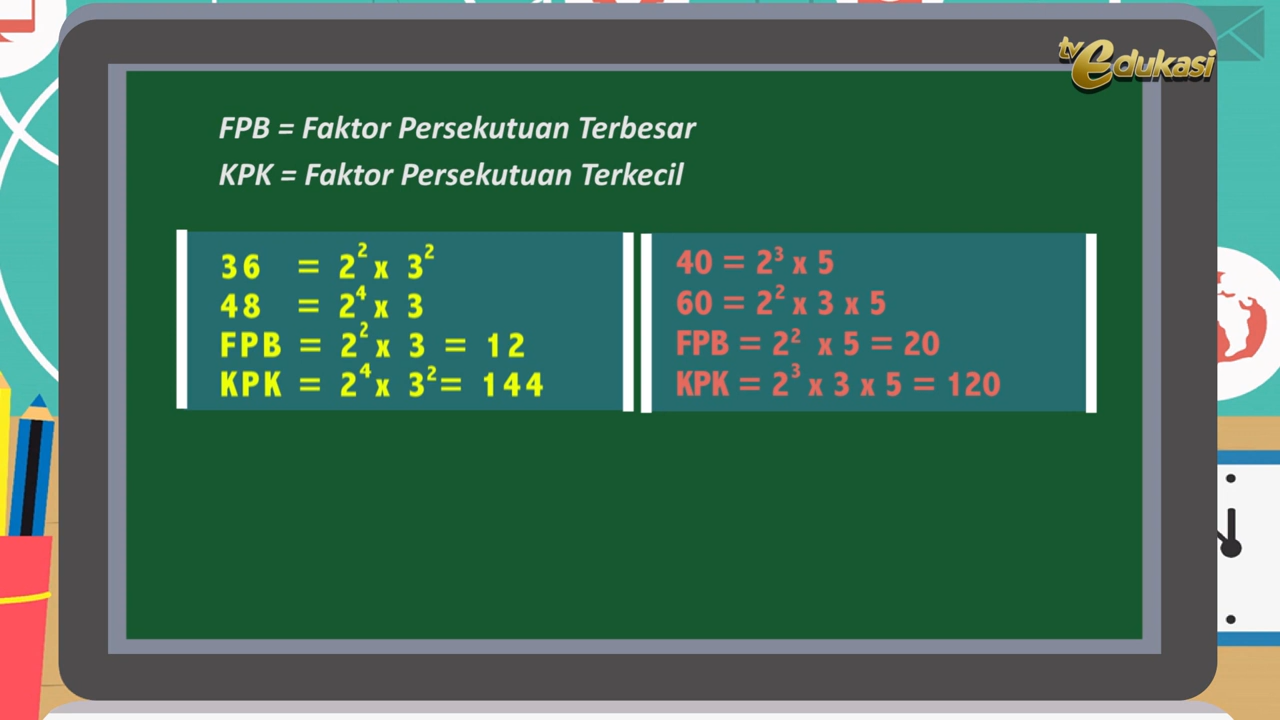 tv edukasi
FPB = Faktor Persekutuan Terbesar
KPK = Faktor Persekutuan Terkecil
36 = 2² x 3²
48 = 2⁴ x 3
FPB = 2² x 3 = 12
KPK = 2⁴ x 3² = 144
40 = 2³ x 5
60 = 2² x 3 x 5
FPB = 2² x 5 = 20
KPK = 2³ x 3 x 5 = 120